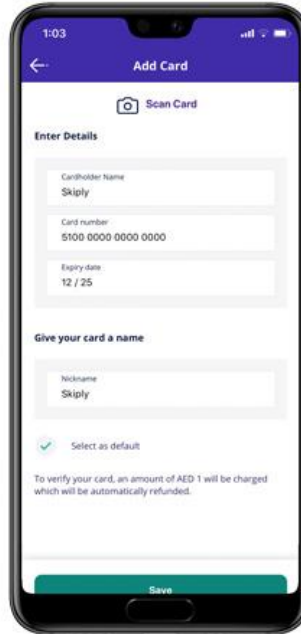 1:03
Add Card
Scan Card
Enter Details
Cardholder Name
Skiply
Card number
5100 0000 0000 0000
Expiry date
12 / 25
Give your card a name
Nickname
Skiply
Select as default
To verify your card, an amount of AED 1 will be charged
which will be automatically refunded.
Save